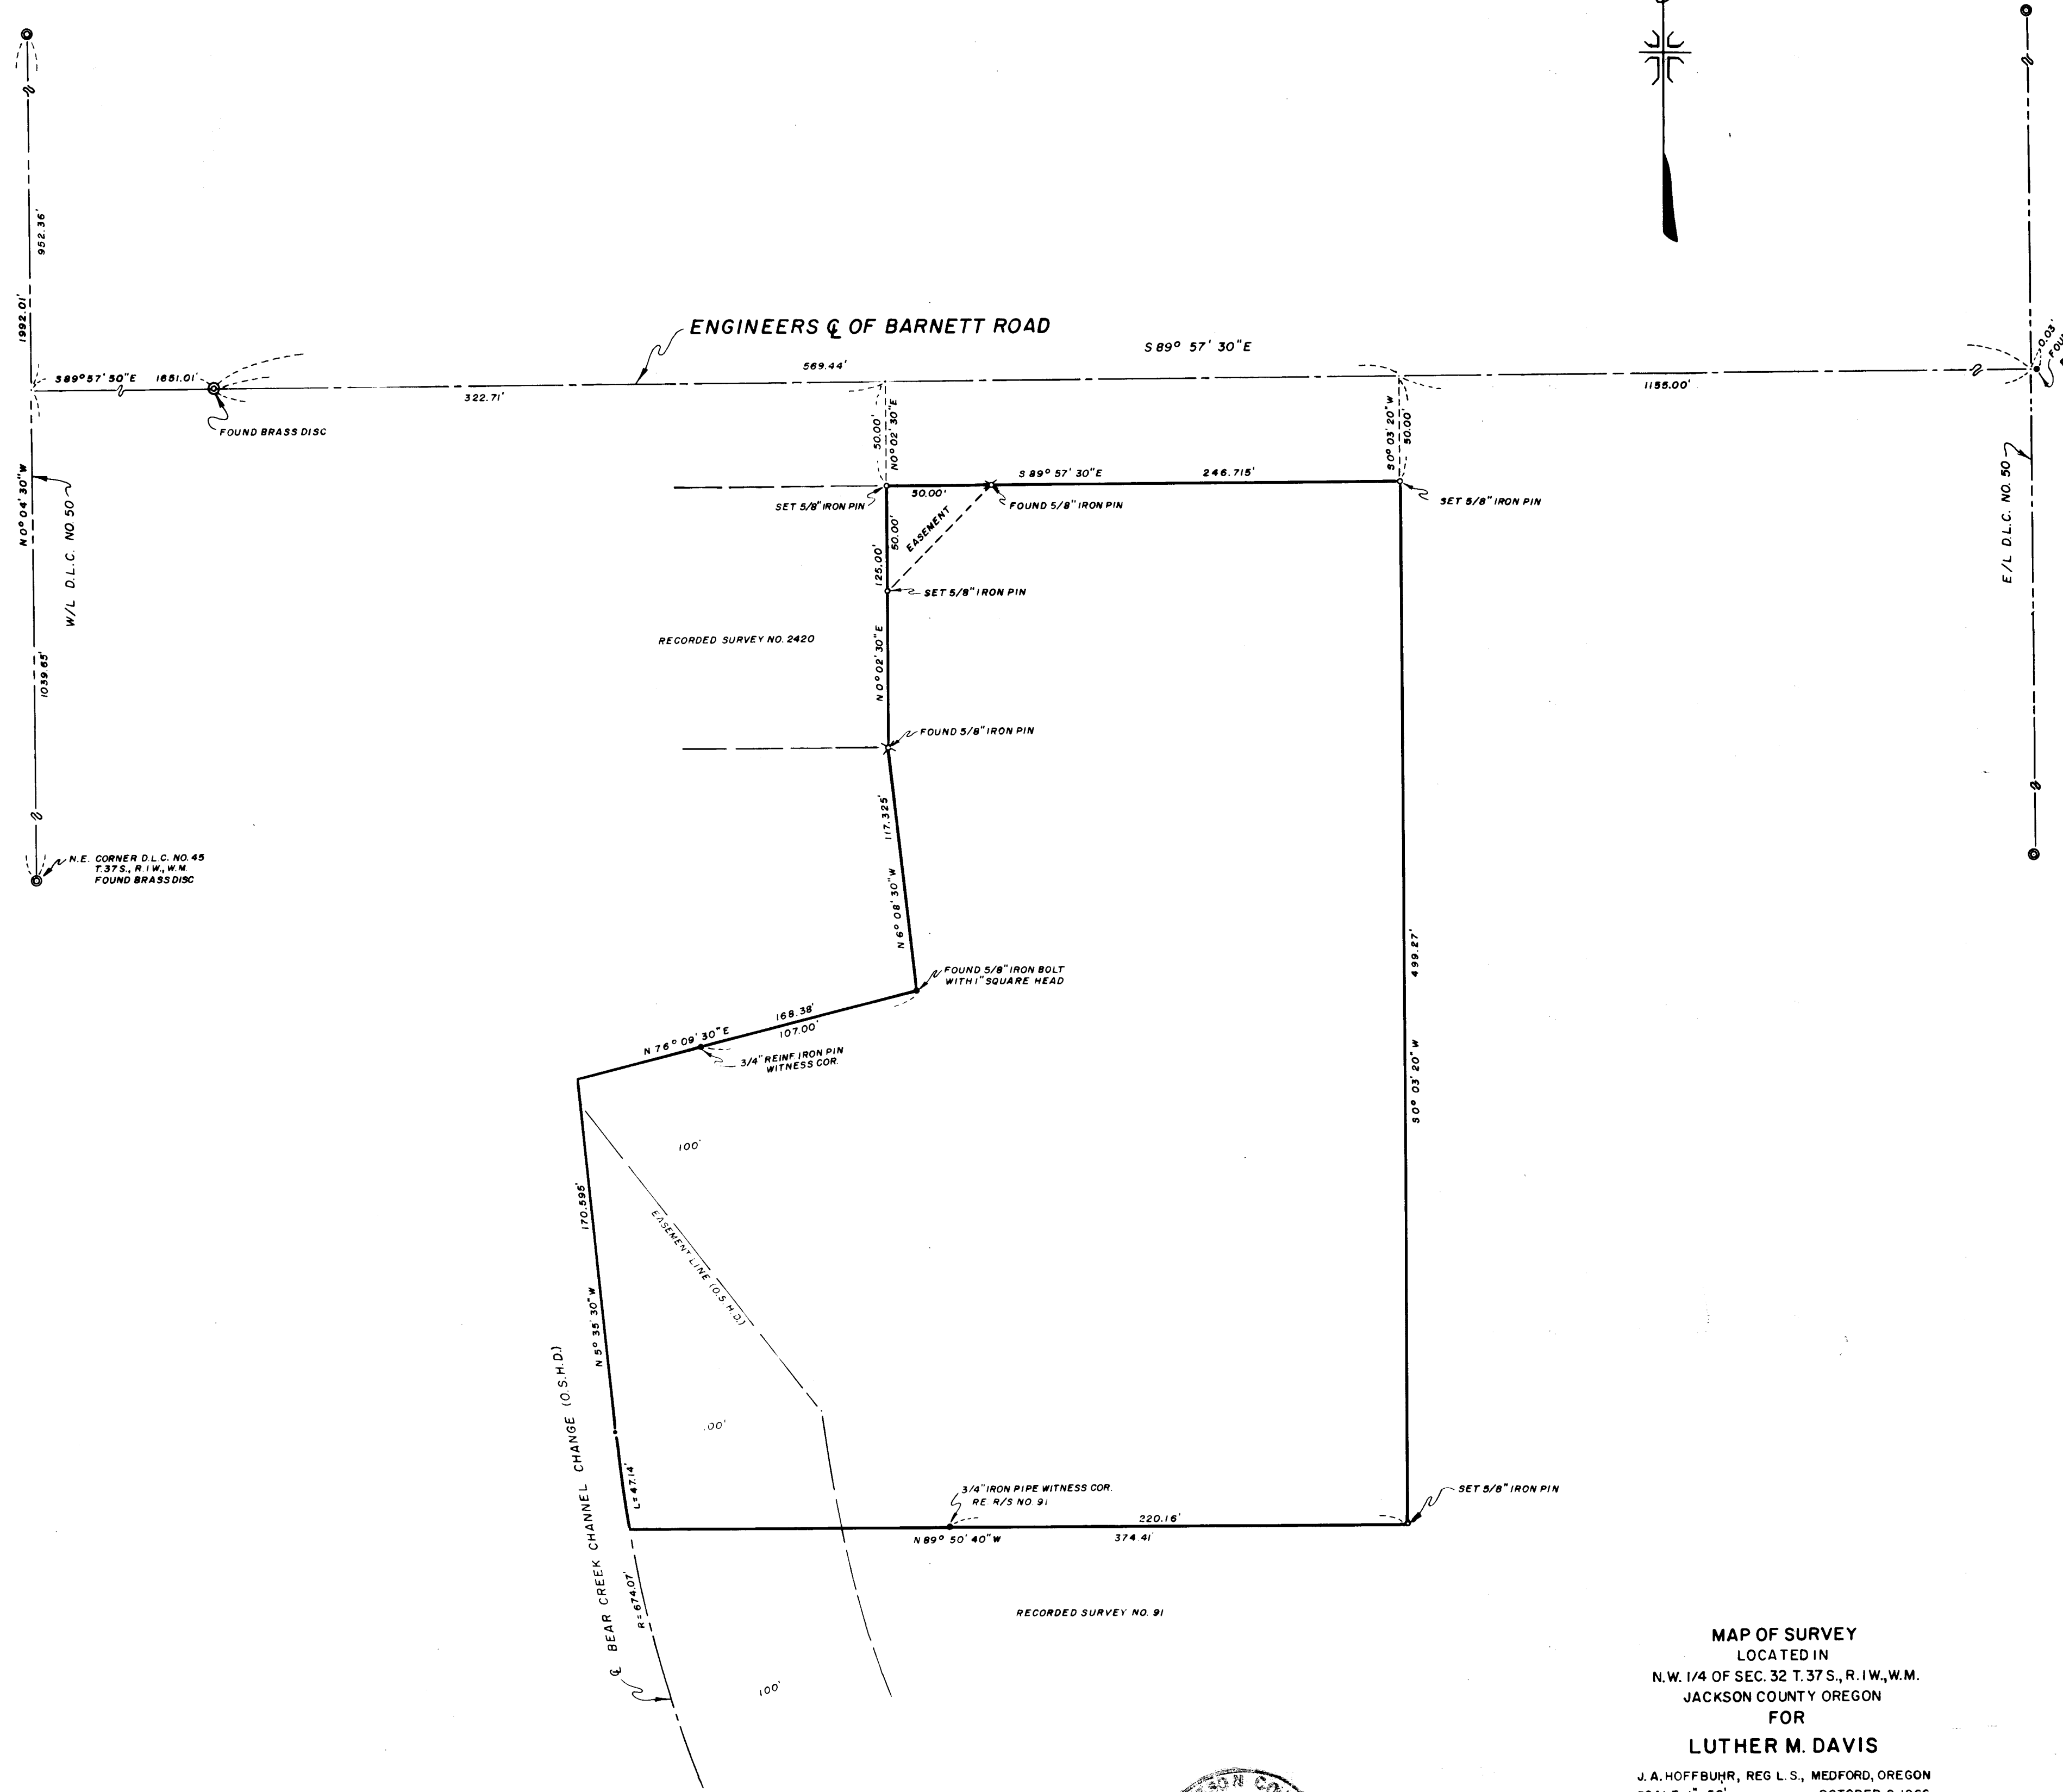 952.36'
1992.01'
ENGINEERS ℄ OF BARNETT ROAD
S 89° 57' 30" E
569.44'
S89°57'50"E 1651.01'
322.71'
1155.00'
0.03'
FOUND BRASS DISC
N 0° 04' 30" W
W/L D.L.C. NO. 50
1039.65'
N.E. CORNER D.L.C. NO. 45
T. 37 S., R. 1 W., W.M.
FOUND BRASS DISC
E/L D.L.C. NO. 50
50.00'
N0° 02' 30" E
S0° 03' 20" W
50.00'
S 89° 57' 30" E
246.715'
50.00'
SET 5/8" IRON PIN
FOUND 5/8" IRON PIN
SET 5/8" IRON PIN
50.00'
EASEMENT
125.00'
SET 5/8" IRON PIN
RECORDED SURVEY NO. 2420
N 0° 02' 30" E
FOUND 5/8" IRON PIN
117.325'
N 6° 08' 30" W
FOUND 5/8" IRON BOLT
WITH 1" SQUARE HEAD
499.27'
S0° 03' 20" W
168.38'
N 76° 09' 30" E
107.00'
3/4" REINF IRON PIN
WITNESS COR.
100'
170.595'
EASEMENT LINE (O.S.H.D.)
N 5° 35' 30" W
.00'
L = 47.14'
℄ BEAR CREEK CHANNEL CHANGE (O.S.H.D.)
3/4" IRON PIPE WITNESS COR.
RE. R/S NO. 91
220.16'
SET 5/8" IRON PIN
N 89° 50' 40" W
374.41'
R = 674.07'
RECORDED SURVEY NO. 91
100'
MAP OF SURVEY
LOCATED IN
N.W. 1/4 OF SEC. 32 T. 37 S., R. 1 W., W.M.
JACKSON COUNTY OREGON
FOR
LUTHER M. DAVIS
J. A. HOFFBUHR, REG L. S., MEDFORD, OREGON